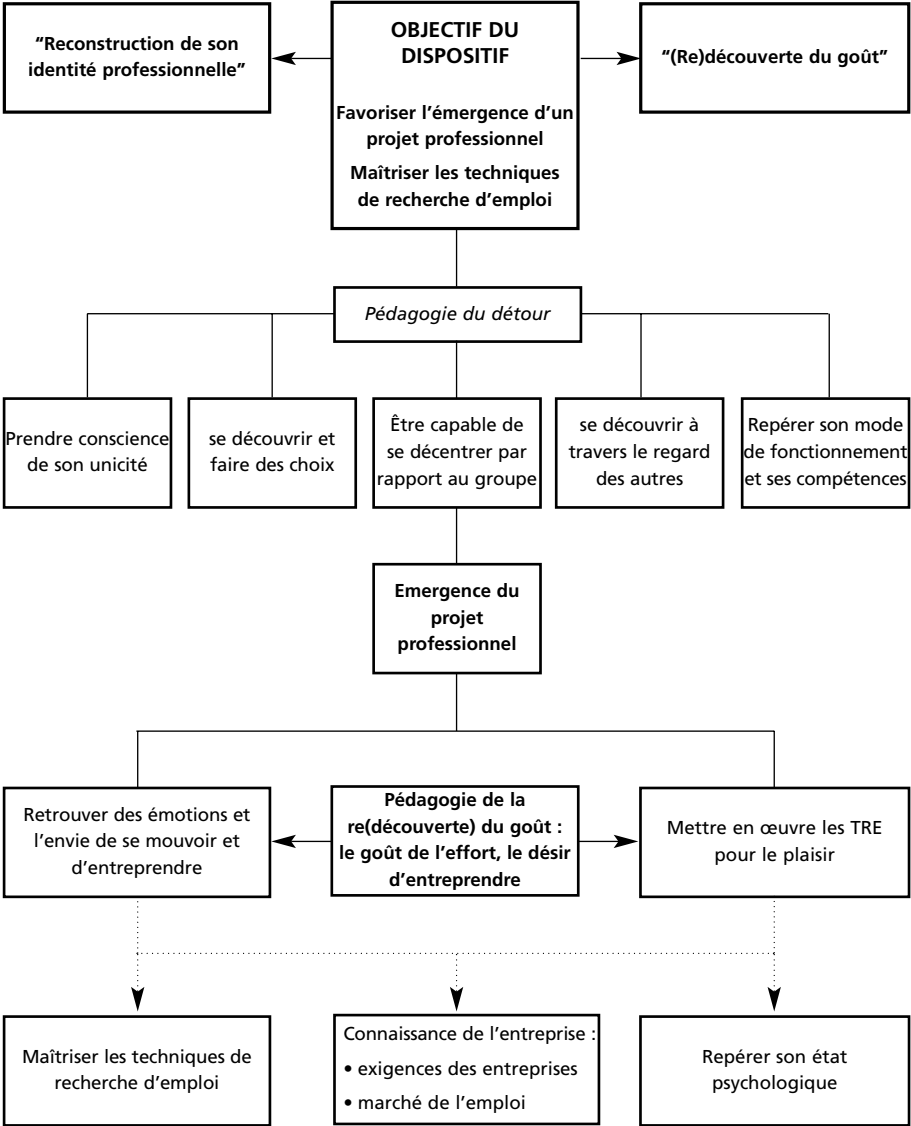 “Reconstruction de son
identité professionnelle”
OBJECTIF DU
DISPOSITIF
Favoriser l’émergence d’un
projet professionnel
Maîtriser les techniques
de recherche d’emploi
“(Re)découverte du goût”
Pédagogie du détour
Prendre conscience
de son unicité
se découvrir et
faire des choix
Être capable de
se décentrer par
rapport au groupe
se découvrir à
travers le regard
des autres
Repérer son mode
de fonctionnement
et ses compétences
Emergence du
projet
professionnel
Retrouver des émotions et
l’envie de se mouvoir et
d’entreprendre
Pédagogie de la
re(découverte) du goût :
le goût de l’effort, le désir
d’entreprendre
Mettre en œuvre les TRE
pour le plaisir
Maîtriser les techniques de
recherche d’emploi
Connaissance de l’entreprise :
• exigences des entreprises
• marché de l’emploi
Repérer son état
psychologique